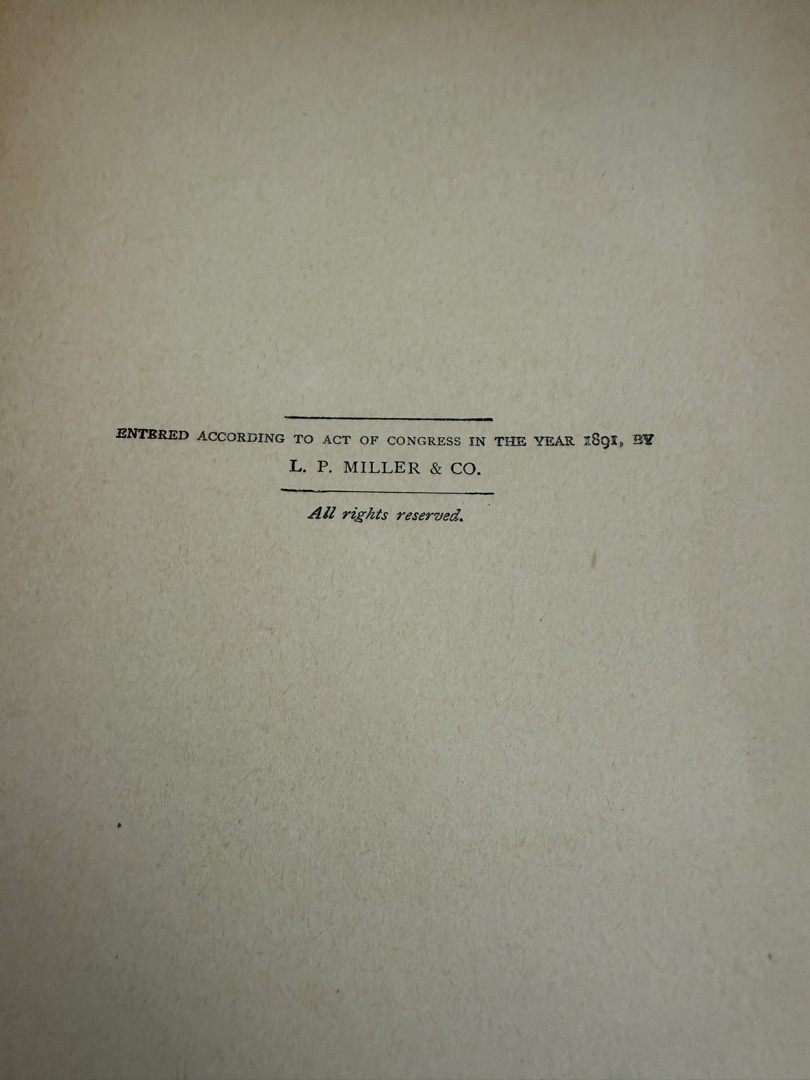 ENTERED ACCORDING TO ACT OF CONGRESS IN THE YEAR 1891, BY
L. P. MILLER & CO.
All rights reserved.